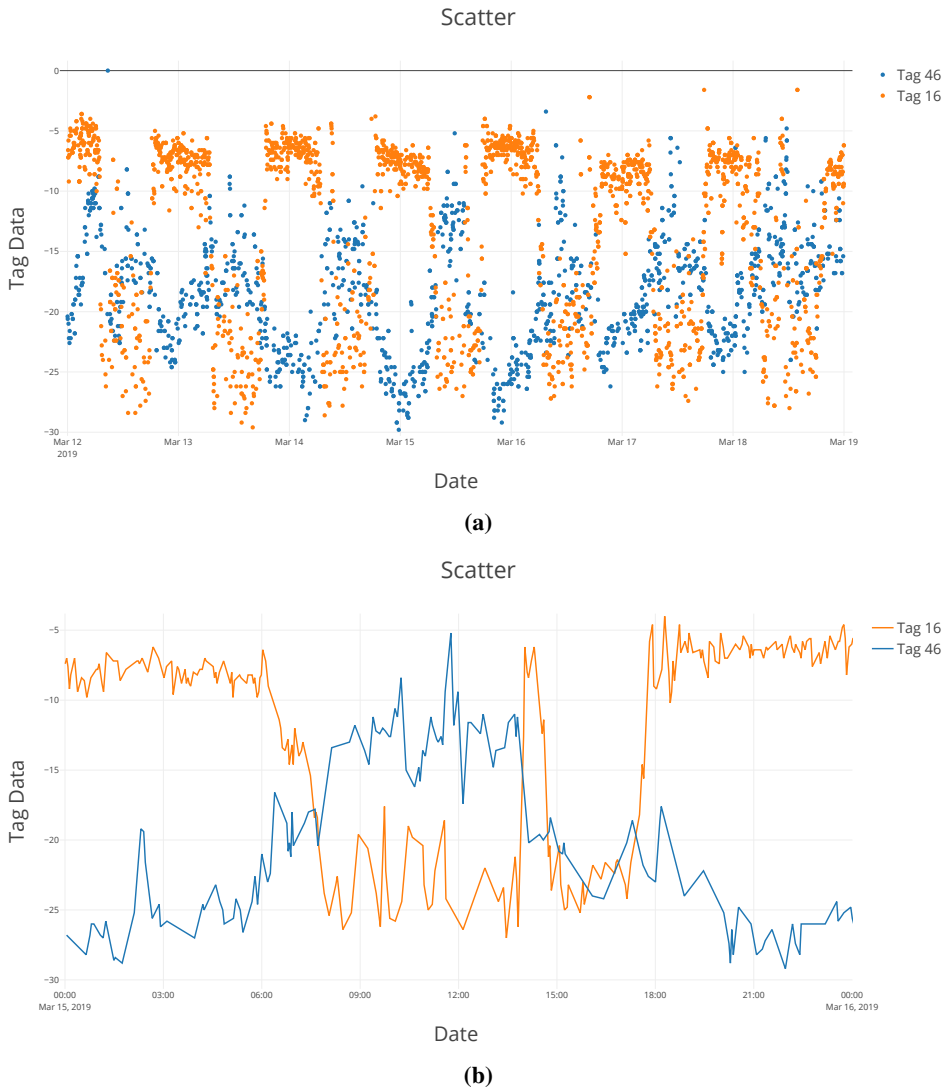 Scatter
Tag 46
Tag 16
0
−5
−10
−15
−20
−25
−30
Tag Data
Mar 12 Mar 13 Mar 14 Mar 15 Mar 16 Mar 17 Mar 18 Mar 19
2019
Date
(a)
Scatter
Tag 16
Tag 46
−5
−10
−15
−20
−25
−30
Tag Data
00:00 03:00 06:00 09:00 12:00 15:00 18:00 21:00 00:00
Mar 15, 2019 Mar 16, 2019
Date
(b)